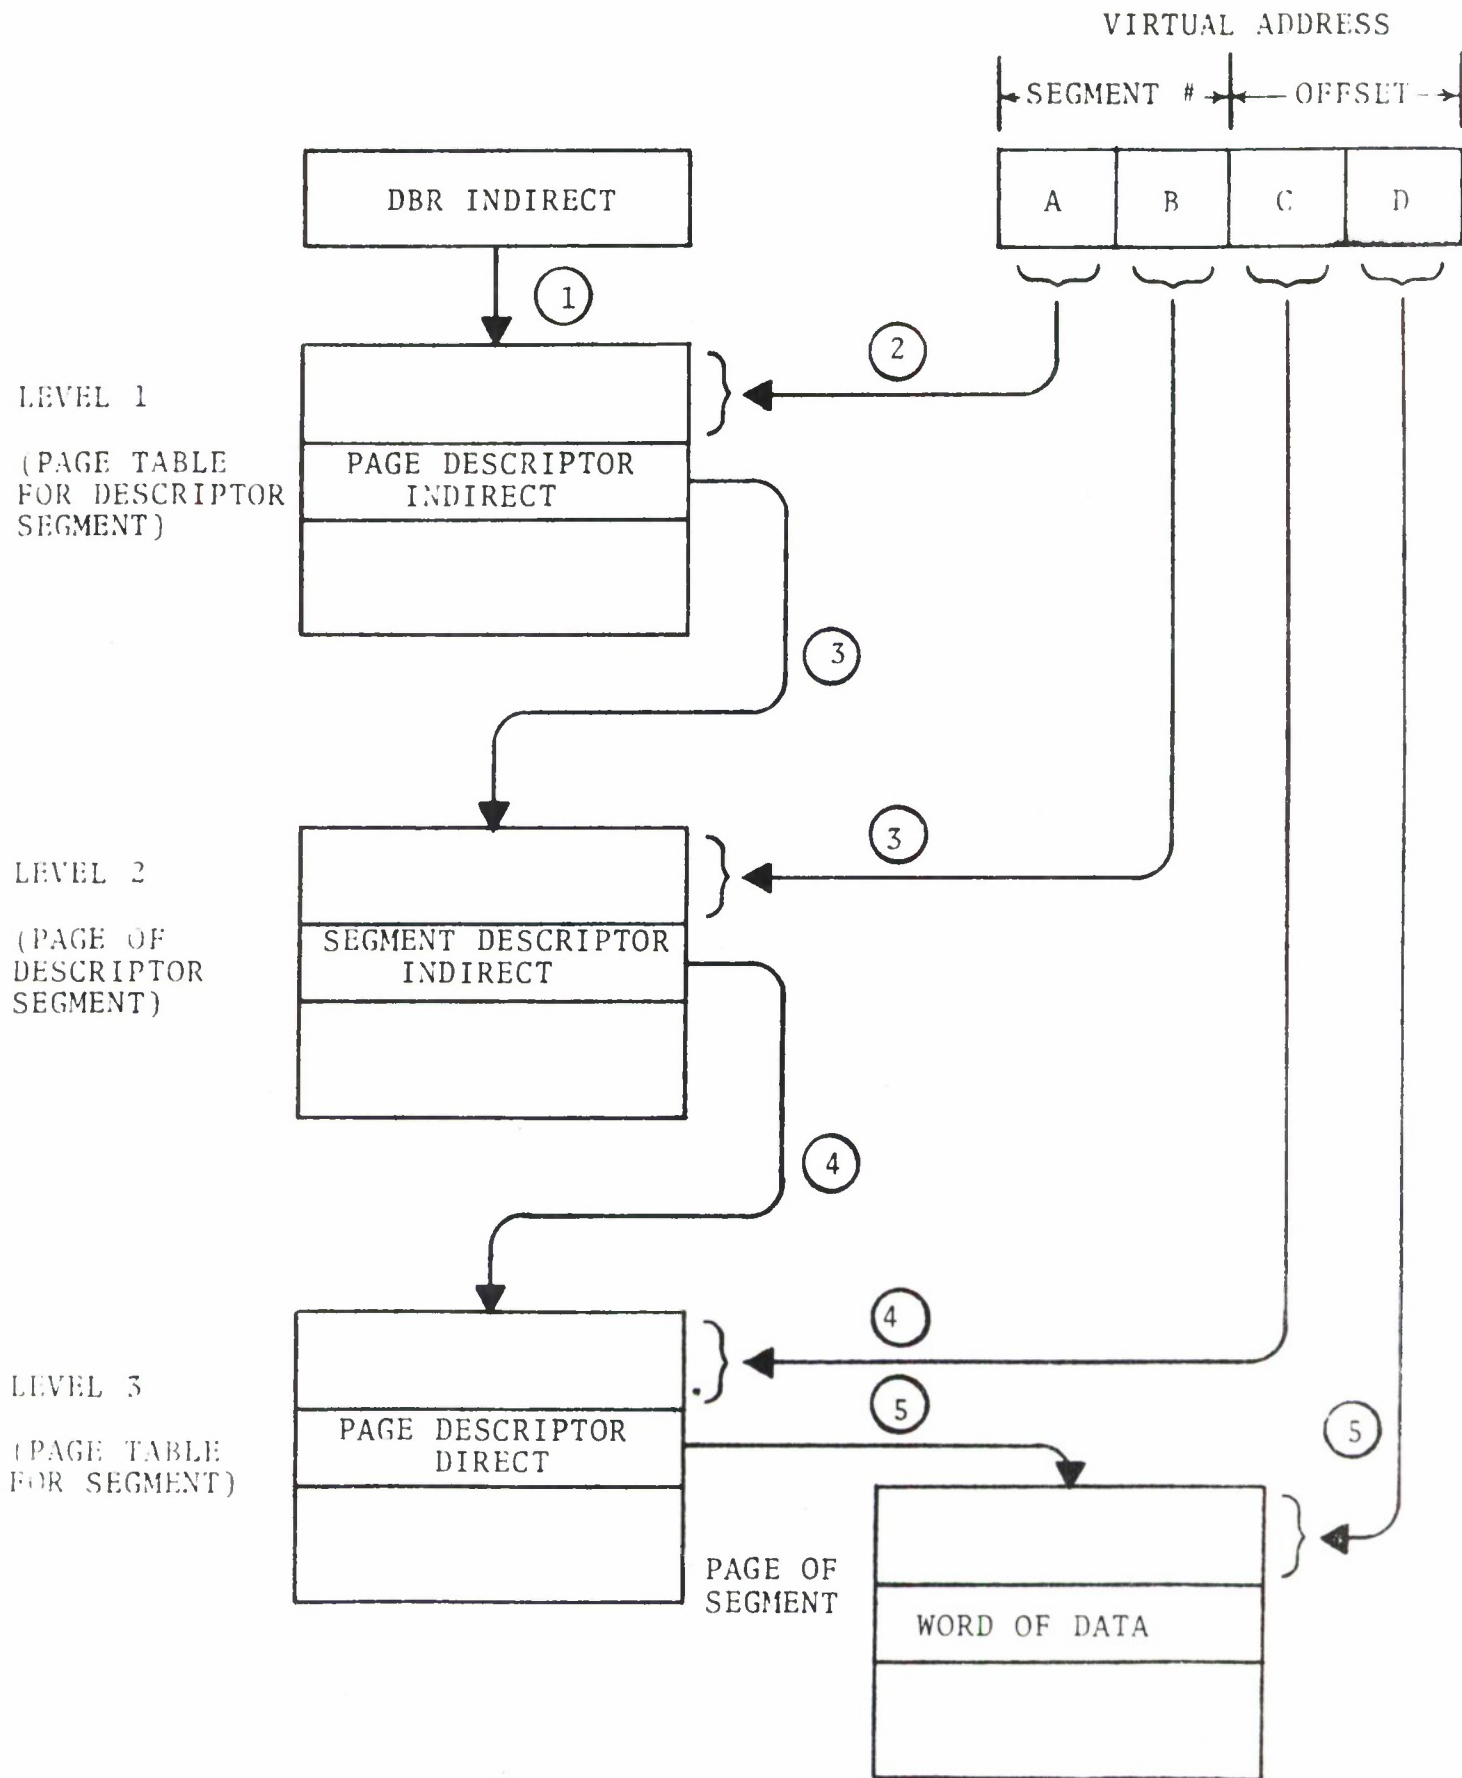 VIRTUAL ADDRESS
SEGMENT #
OFFSET
DBR INDIRECT
A
B
C
D
1
2
LEVEL 1
(PAGE TABLE
FOR DESCRIPTOR
SEGMENT)
PAGE DESCRIPTOR
INDIRECT
3
3
LEVEL 2
(PAGE OF
DESCRIPTOR
SEGMENT)
SEGMENT DESCRIPTOR
INDIRECT
4
4
LEVEL 3
(PAGE TABLE
FOR SEGMENT)
PAGE DESCRIPTOR
DIRECT
5
5
PAGE OF
SEGMENT
WORD OF DATA